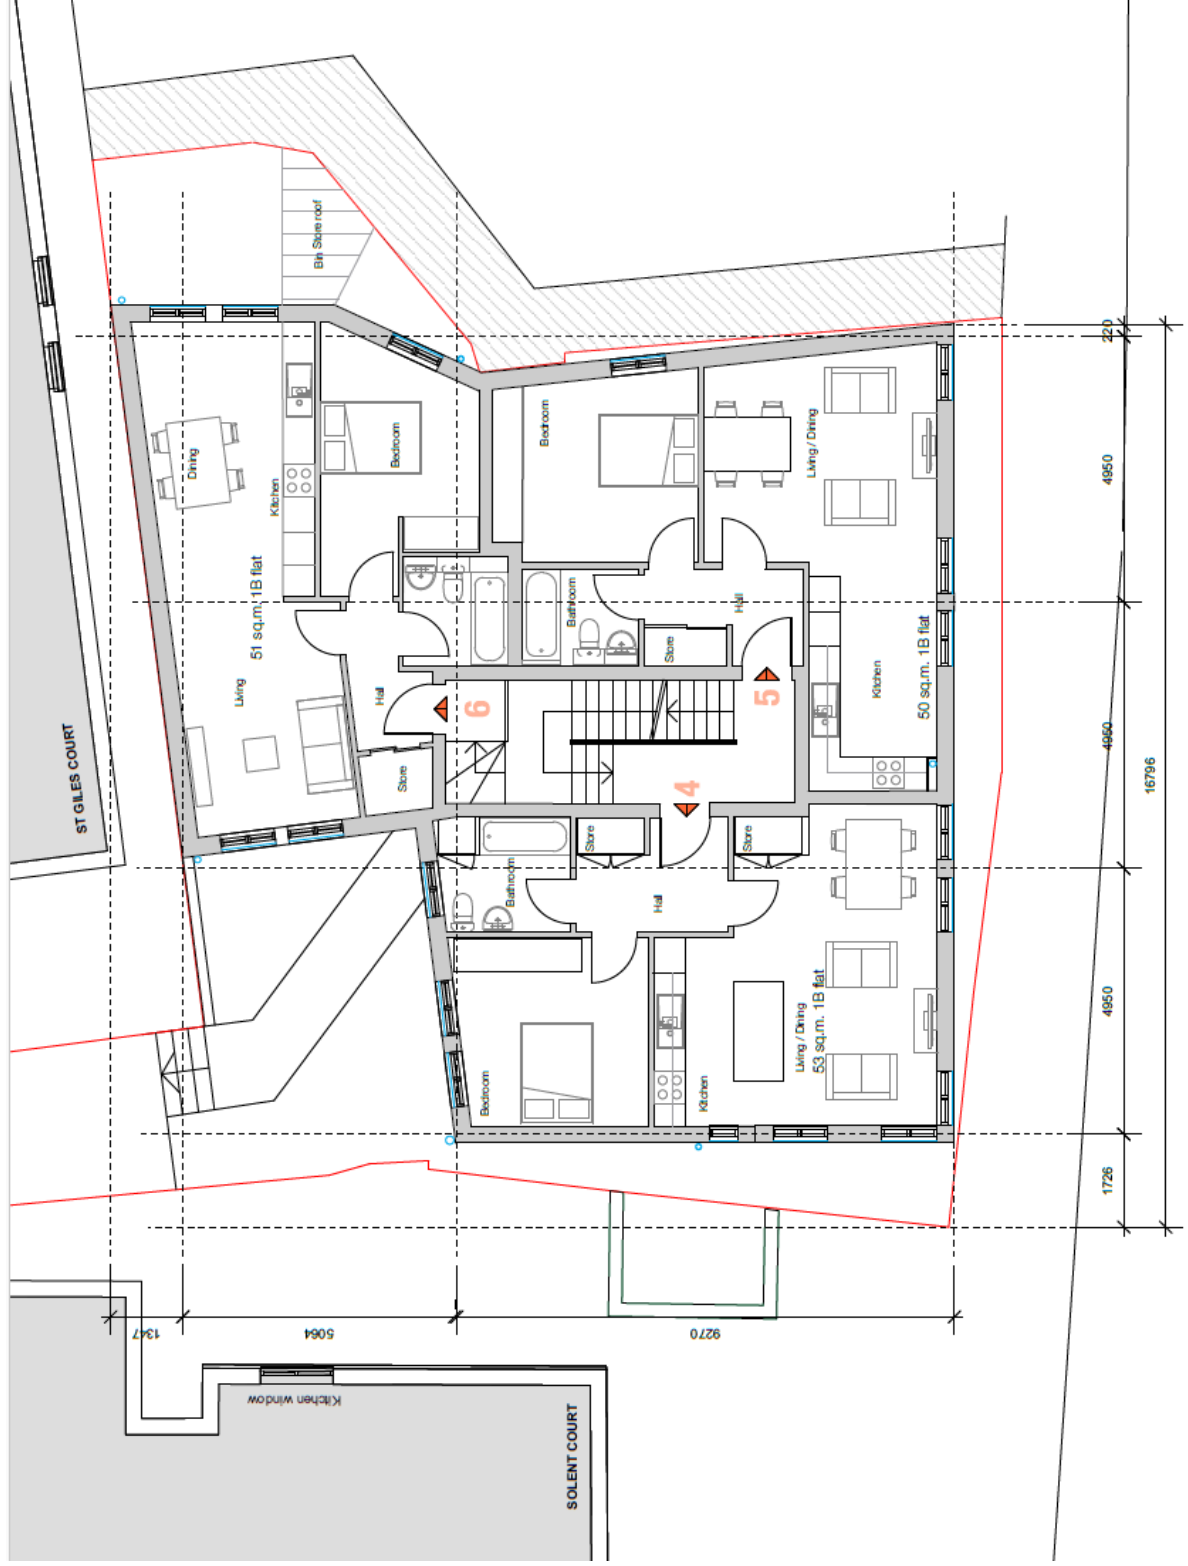 ST GILES COURT
Bin Store roof
Dining
Kitchen
51 sq.m. 1B flat
Living
Bedroom
Hall
Store
6
Bedroom
Bathroom
Store
Hall
5
Living / Dining
Kitchen
50 sq.m. 1B flat
4
Store
Store
Bathroom
Hall
Bedroom
Kitchen
Living / Dining
53 sq.m. 1B flat
220
4950
4950
4950
1726
16796
1347
5064
9270
Kitchen window
SOLENT COURT